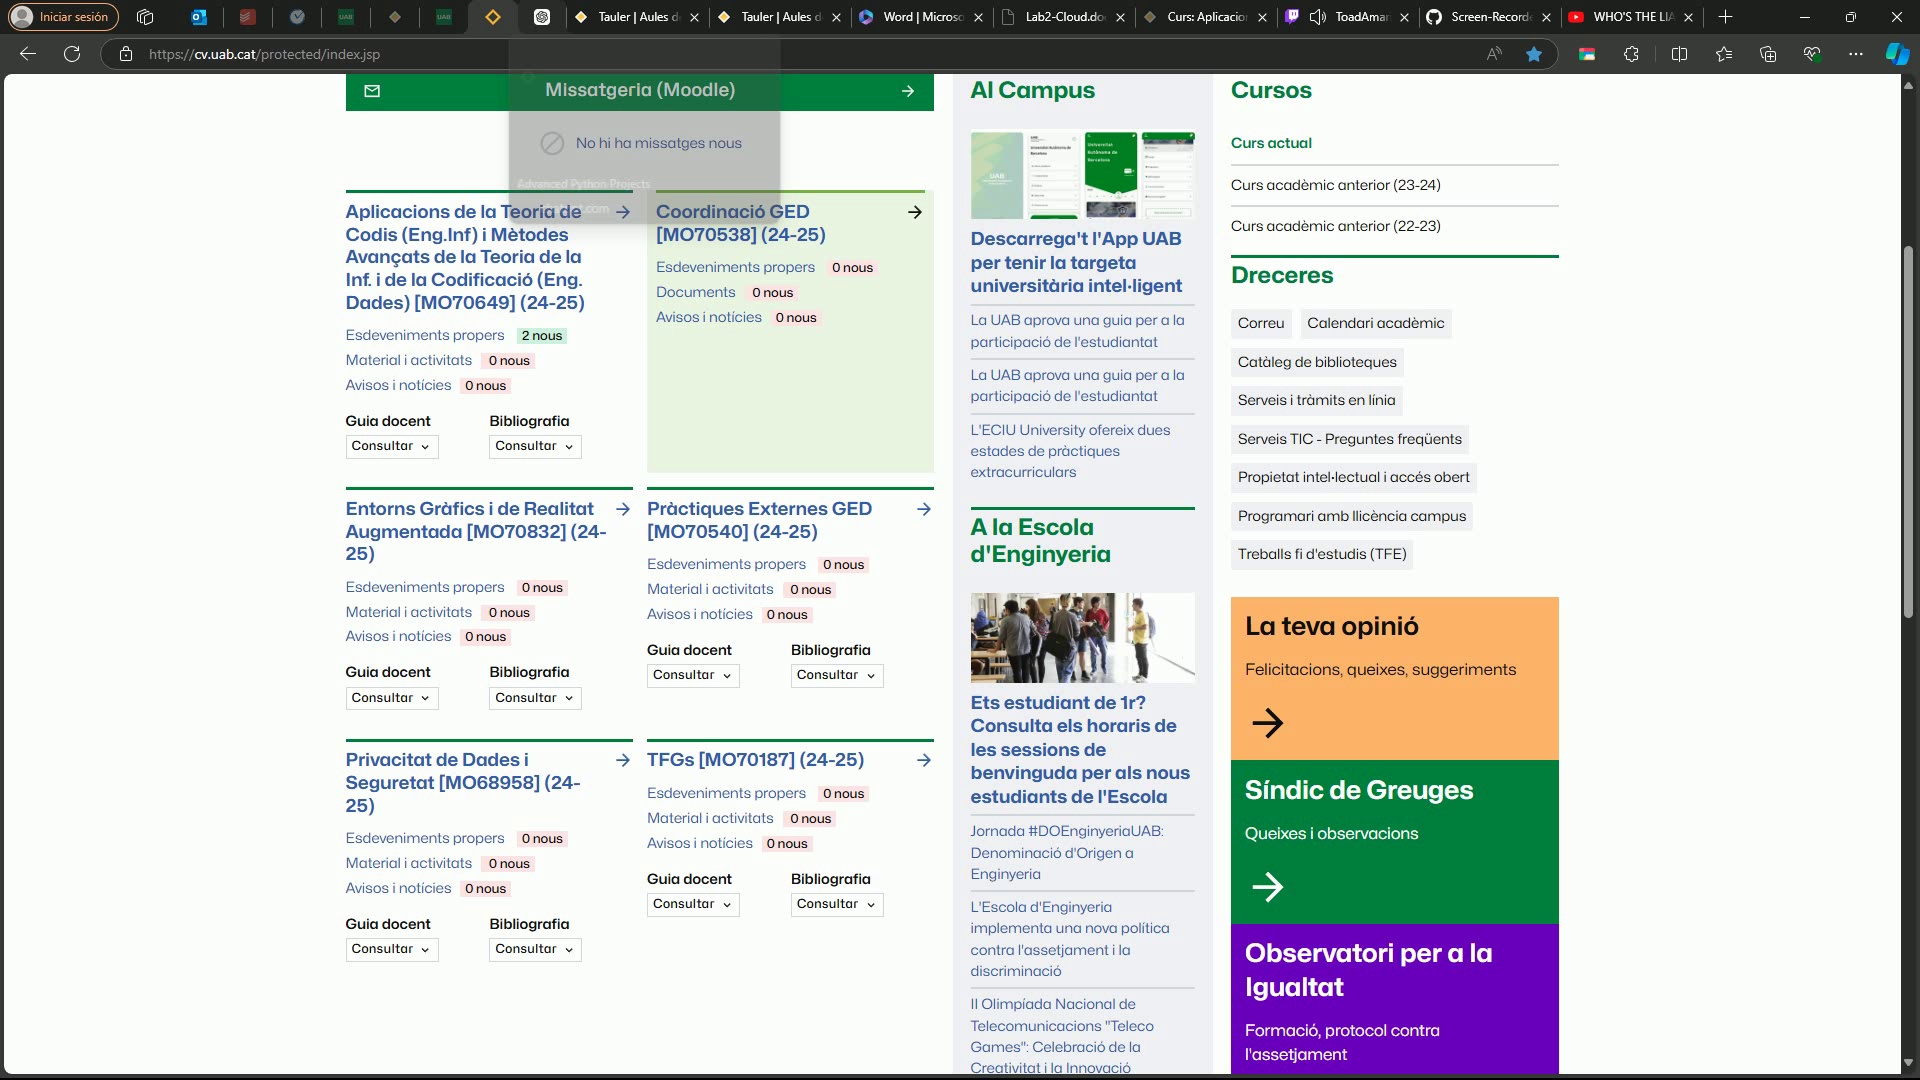 Iniciar sesión
Tauler | Aules d
Tauler | Aules d
Word | Microso
Lab2-Cloud.do
Curs: Aplicacion
ToadAmar
Screen-Recorde
WHO'S THE LIA
https://cv.uab.cat/protected/index.jsp
Missatgeria (Moodle)
No hi ha missatges nous
Advanced Python Projects
Aplicacions de la Teoria de
Codis (Eng.Inf) i Mètodes
Avançats de la Teoria de la
Inf. i de la Codificació (Eng.
Dades) [MO70649] (24-25)
Esdeveniments propers 2 nous
Material i activitats 0 nous
Avisos i notícies 0 nous
Guia docent Bibliografia
Consultar Consultar
Coordinació GED
[MO70538] (24-25)
Esdeveniments propers 0 nous
Documents 0 nous
Avisos i notícies 0 nous
Entorns Gràfics i de Realitat
Augmentada [MO70832] (24-
25)
Esdeveniments propers 0 nous
Material i activitats 0 nous
Avisos i notícies 0 nous
Guia docent Bibliografia
Consultar Consultar
Pràctiques Externes GED
[MO70540] (24-25)
Esdeveniments propers 0 nous
Material i activitats 0 nous
Avisos i notícies 0 nous
Guia docent Bibliografia
Consultar Consultar
Privacitat de Dades i
Seguretat [MO68958] (24-
25)
Esdeveniments propers 0 nous
Material i activitats 0 nous
Avisos i notícies 0 nous
Guia docent Bibliografia
Consultar Consultar
TFGs [MO70187] (24-25)
Esdeveniments propers 0 nous
Material i activitats 0 nous
Avisos i notícies 0 nous
Guia docent Bibliografia
Consultar Consultar
Al Campus
Descarrega't l'App UAB
per tenir la targeta
universitària intel·ligent
La UAB aprova una guia per a la
participació de l'estudiantat
La UAB aprova una guia per a la
participació de l'estudiantat
L'ECIU University ofereix dues
estades de pràctiques
extracurriculars
A la Escola
d'Enginyeria
Ets estudiant de 1r?
Consulta els horaris de
les sessions de
benvinguda per als nous
estudiants de l'Escola
Jornada #DOEnginyeriaUAB:
Denominació d'Origen a
Enginyeria
L'Escola d'Enginyeria
implementa una nova política
contra l'assetjament i la
discriminació
II Olimpíada Nacional de
Telecomunicacions "Teleco
Games": Celebració de la
Creativitat i la Innovació
Cursos
Curs actual
Curs acadèmic anterior (23-24)
Curs acadèmic anterior (22-23)
Dreceres
Correu Calendari acadèmic
Catàleg de biblioteques
Serveis i tràmits en línia
Serveis TIC - Preguntes freqüents
Propietat intel·lectual i accés obert
Programari amb llicència campus
Treballs fi d'estudis (TFE)
La teva opinió
Felicitacions, queixes, suggeriments
Síndic de Greuges
Queixes i observacions
Observatori per a la
Igualtat
Formació, protocol contra
l'assetjament